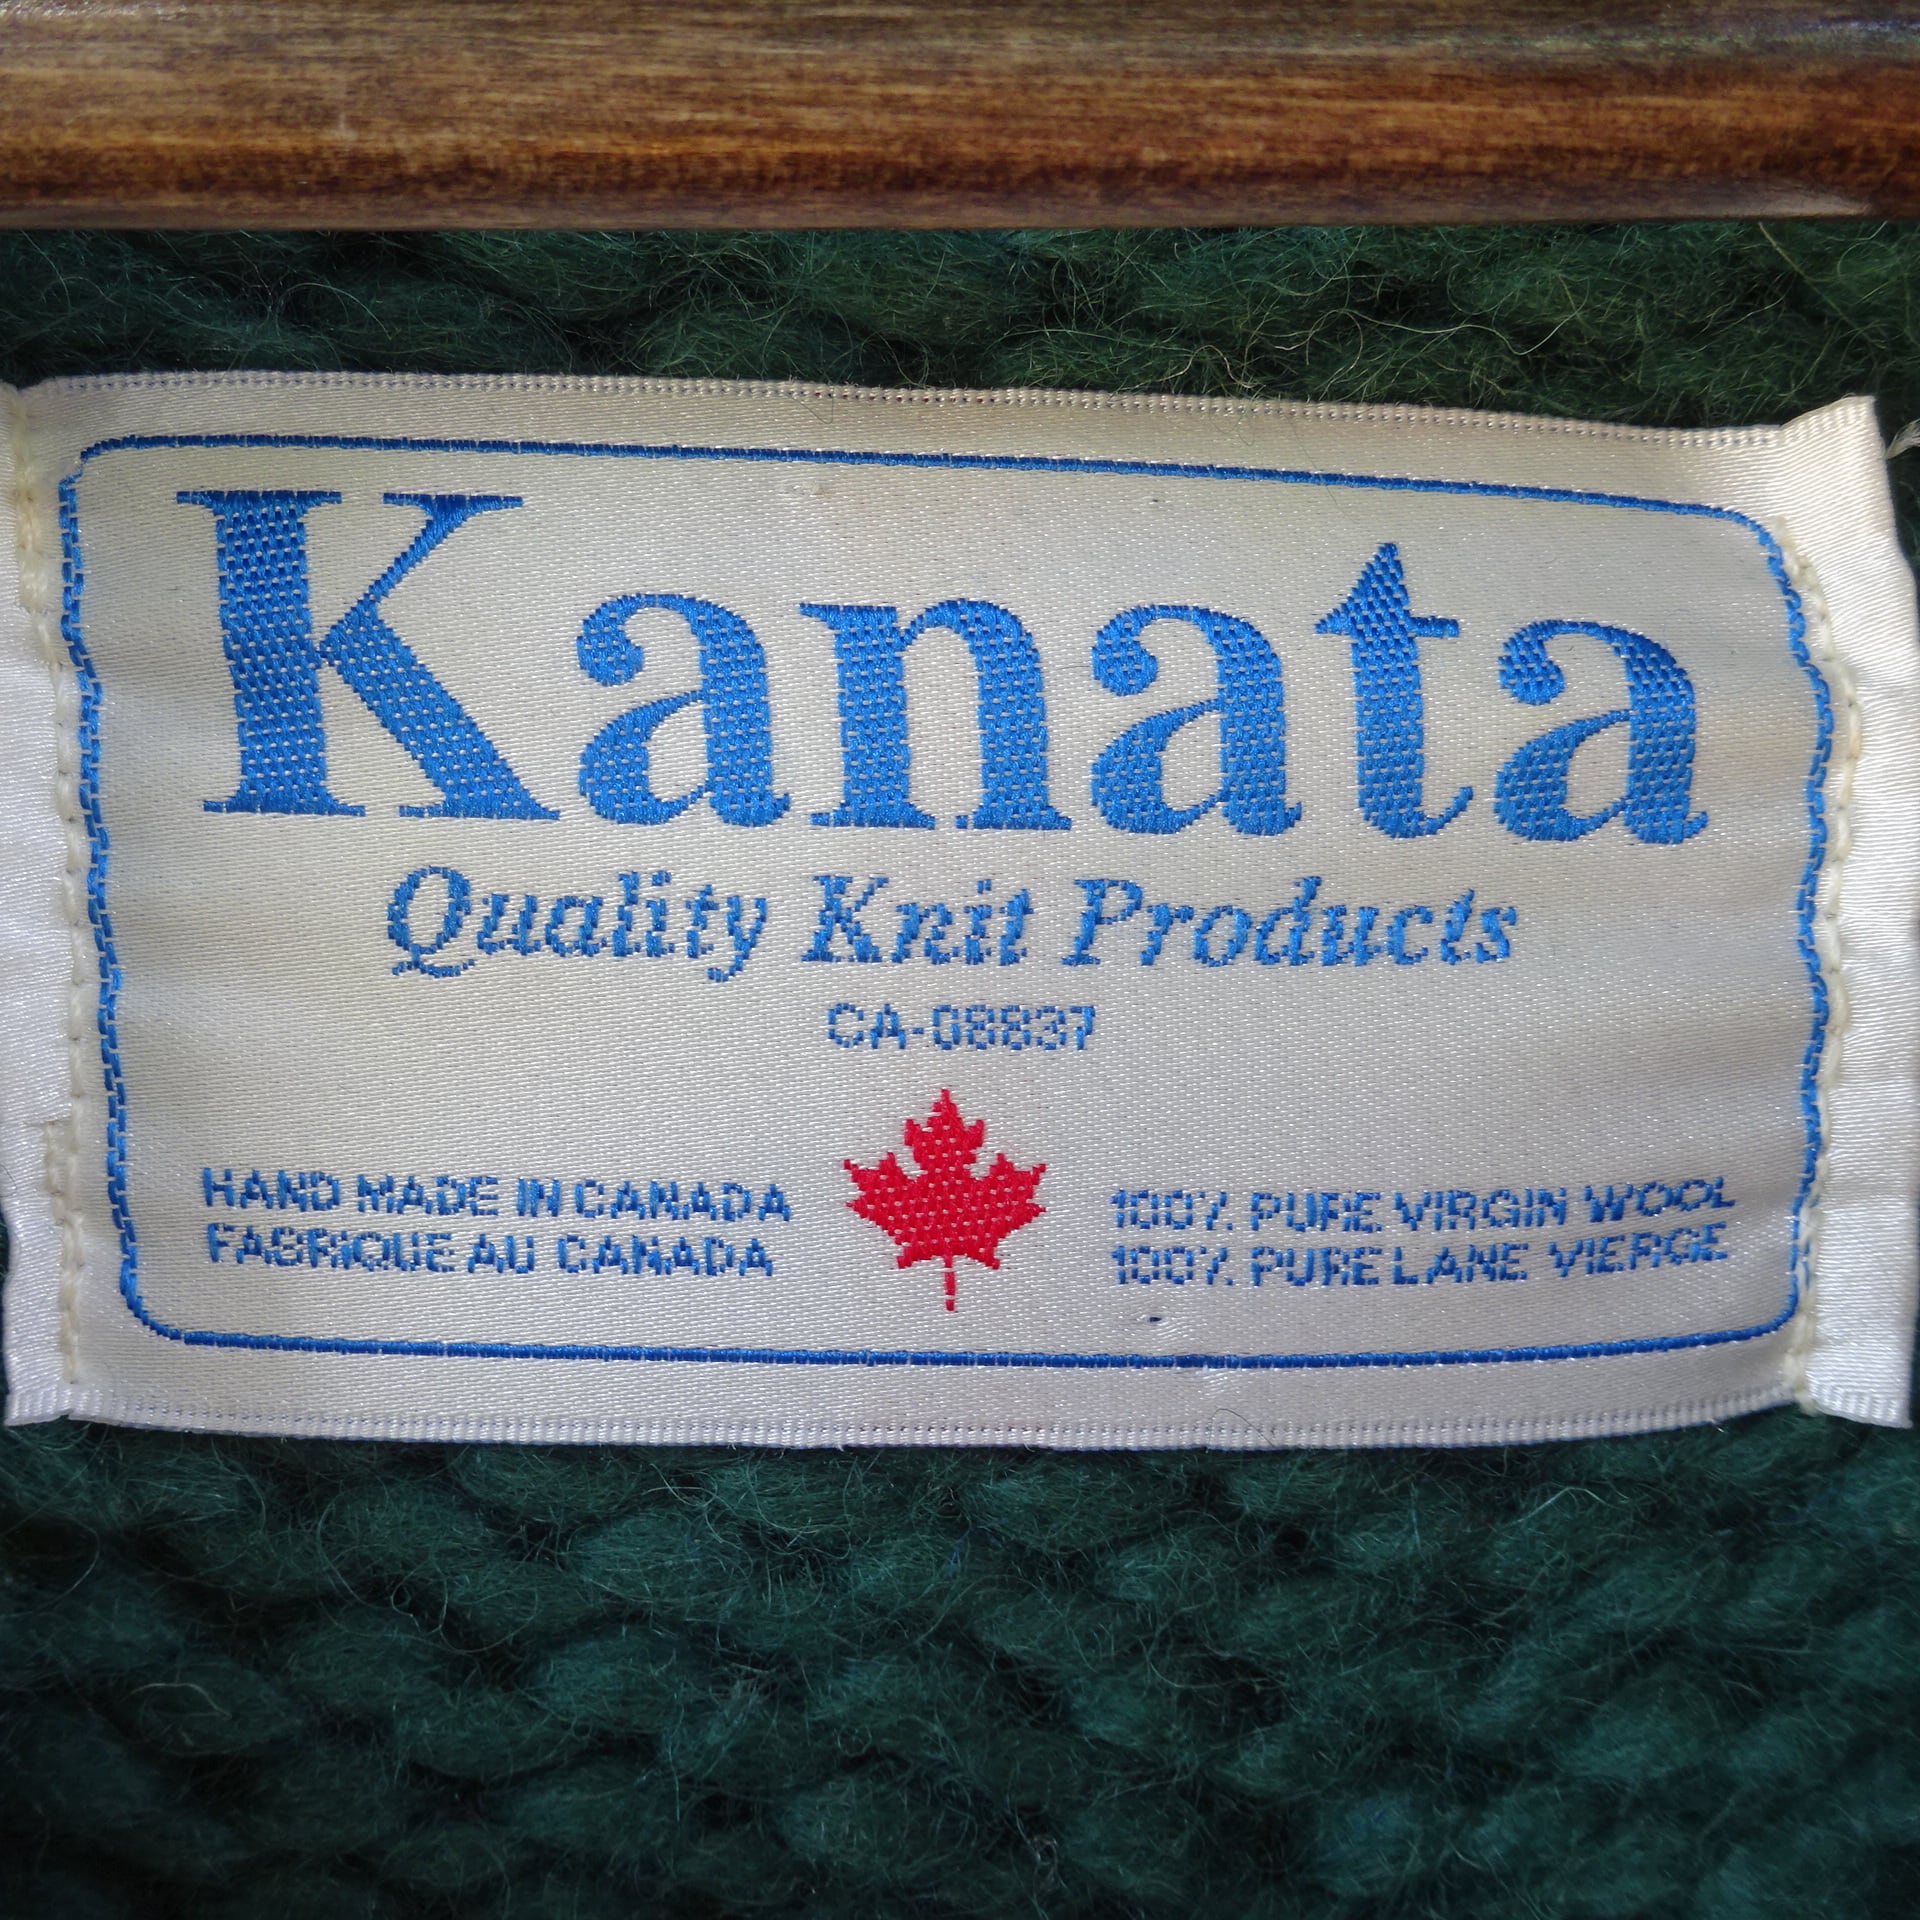 Kanata
Quality Knit Products
CA-08837
HAND MADE IN CANADA
FABRIQUE AU CANADA
100% PURE VIRGIN WOOL
100% PURE LAINE VIERGE